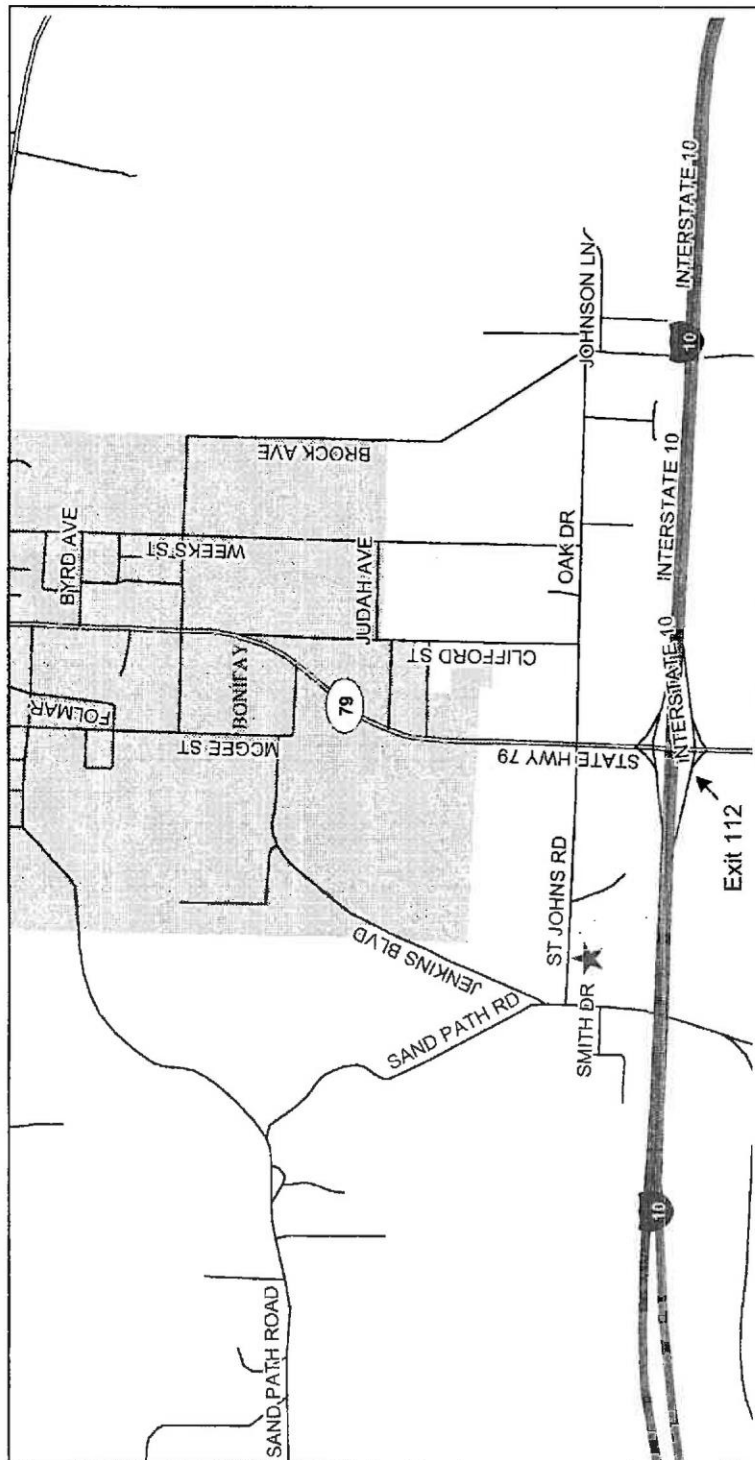 BYRD AVE
FOLMAR
WEEKS ST
BROCK AVE
BONIFAY
MCGEE ST
JUDAH AVE
79
CLIFFORD ST
JENKINS BLVD
SAND PATH RD
SAND PATH ROAD
STATE HWY 79
OAK DR
JOHNSON LN
ST JOHNS RD
SMITH DR
INTERSTATE 10
INTERSTATE 10
INTERSTATE 10
10
10
Exit 112